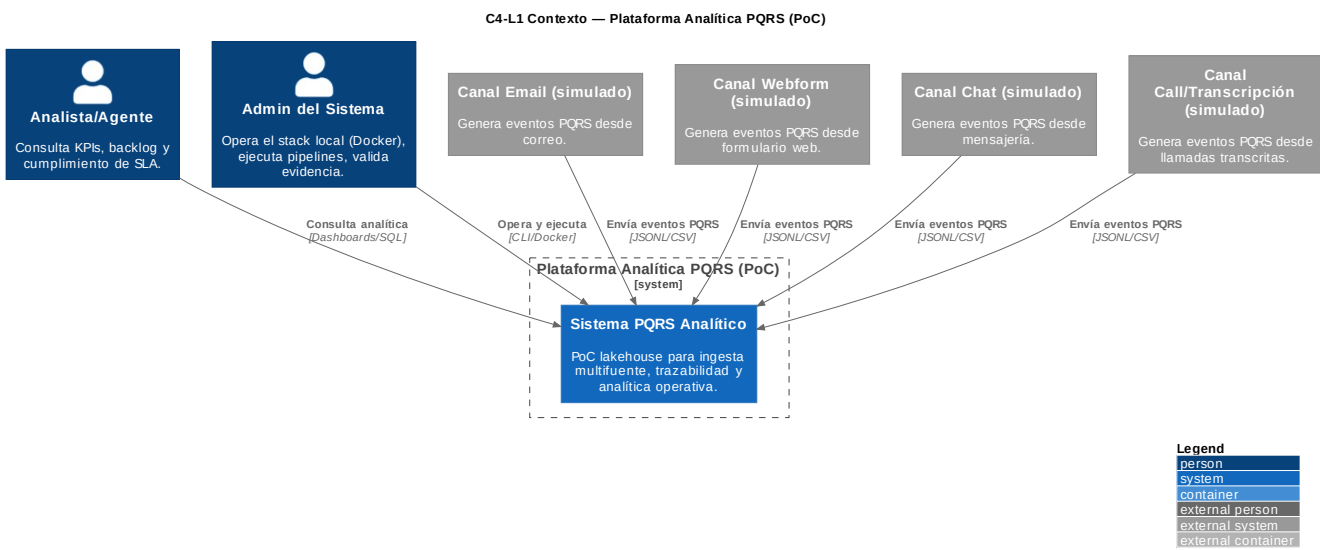 C4-L1 Contexto — Plataforma Analítica PQRS (PoC)
Analista/Agente
Consulta KPIs, backlog y
cumplimiento de SLA.
Admin del Sistema
Opera el stack local (Docker),
ejecuta pipelines, valida
evidencia.
Canal Email (simulado)
Genera eventos PQRS desde
correo.
Canal Webform
(simulado)
Genera eventos PQRS desde
formulario web.
Canal Chat (simulado)
Genera eventos PQRS desde
mensajería.
Canal
Call/Transcripción
(simulado)
Genera eventos PQRS desde
llamadas transcritas.
Consulta analítica
[Dashboards/SQL]
Opera y ejecuta
[CLI/Docker]
Envía eventos PQRS
[JSONL/CSV]
Envía eventos PQRS
[JSONL/CSV]
Envía eventos PQRS
[JSONL/CSV]
Envía eventos PQRS
[JSONL/CSV]
Plataforma Analítica PQRS (PoC)
[system]
Sistema PQRS Analítico
PoC lakehouse para ingesta
multifuente, trazabilidad y
analítica operativa.
Legend
person
system
container
external person
external system
external container